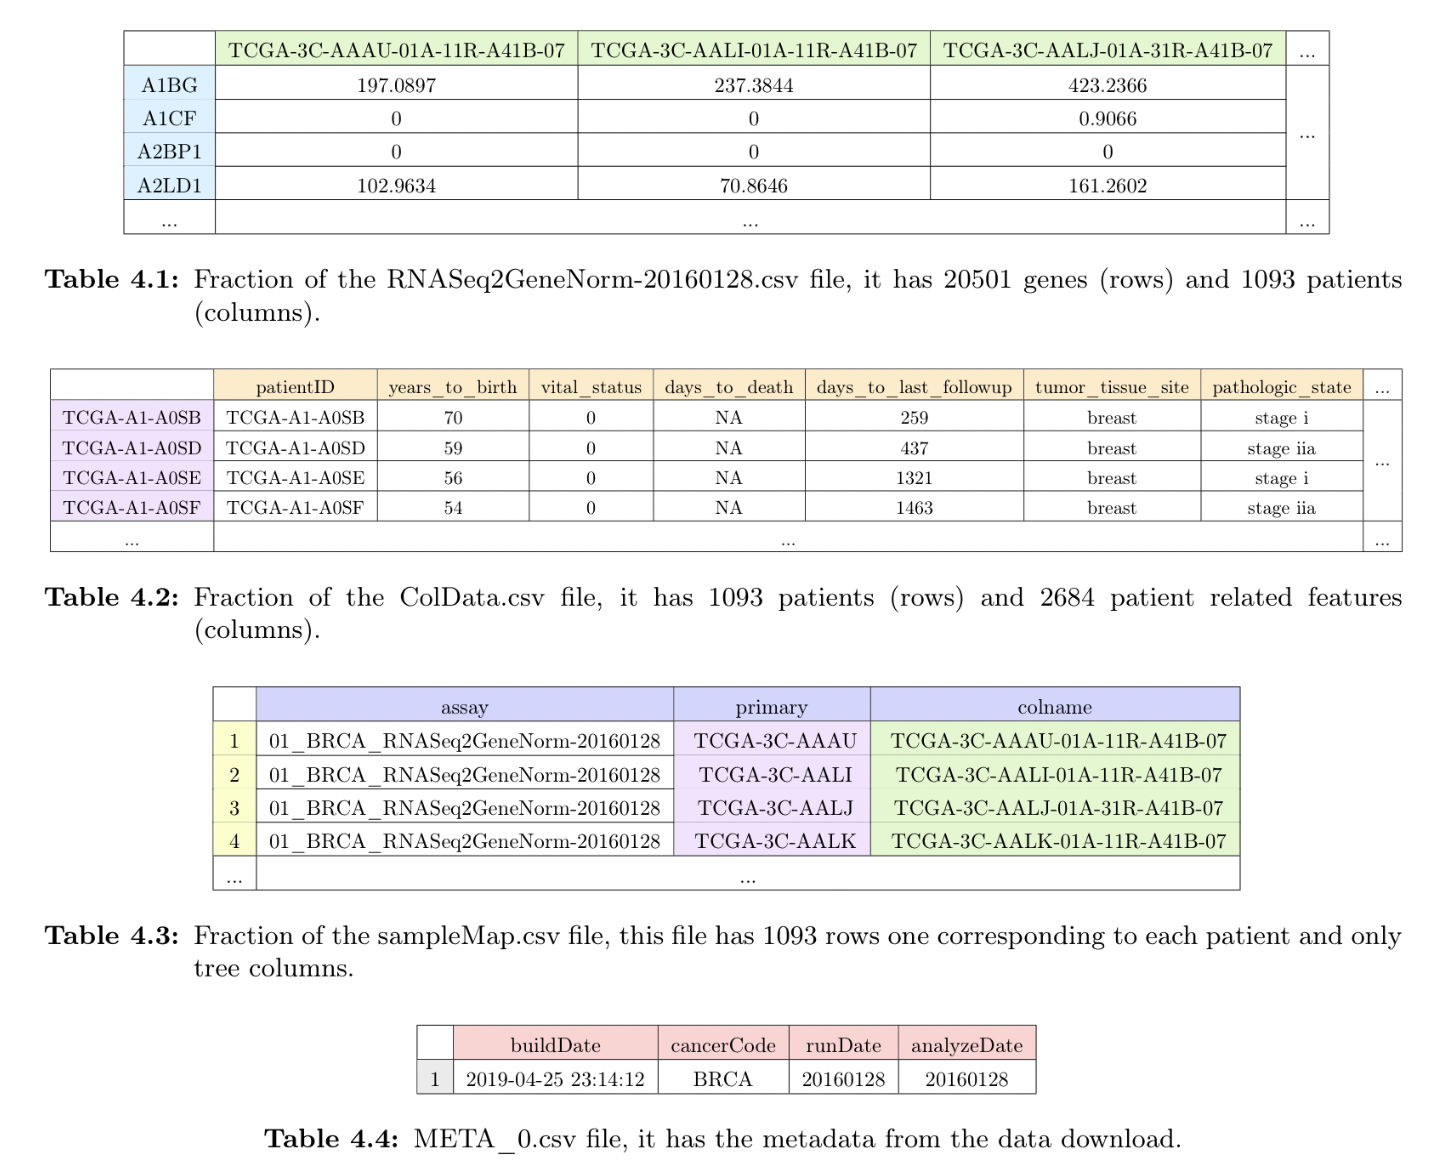 TCGA-3C-AAAU-01A-11R-A41B-07 TCGA-3C-AALI-01A-11R-A41B-07 TCGA-3C-AALJ-01A-31R-A41B-07 ...
A1BG 197.0897 237.3844 423.2366
A1CF 0 0 0.9066
...
A2BP1 0 0 0
A2LD1 102.9634 70.8646 161.2602
... ... ...
Table 4.1: Fraction of the RNASeq2GeneNorm-20160128.csv file, it has 20501 genes (rows) and 1093 patients
(columns).
patientID years_to_birth vital_status days_to_death days_to_last_followup tumor_tissue_site pathologic_state ...
TCGA-A1-A0SB TCGA-A1-A0SB 70 0 NA 259 breast stage i
TCGA-A1-A0SD TCGA-A1-A0SD 59 0 NA 437 breast stage iia
...
TCGA-A1-A0SE TCGA-A1-A0SE 56 0 NA 1321 breast stage i
TCGA-A1-A0SF TCGA-A1-A0SF 54 0 NA 1463 breast stage iia
... ... ...
Table 4.2: Fraction of the ColData.csv file, it has 1093 patients (rows) and 2684 patient related features
(columns).
assay primary colname
1 01_BRCA_RNASeq2GeneNorm-20160128 TCGA-3C-AAAU TCGA-3C-AAAU-01A-11R-A41B-07
2 01_BRCA_RNASeq2GeneNorm-20160128 TCGA-3C-AALI TCGA-3C-AALI-01A-11R-A41B-07
3 01_BRCA_RNASeq2GeneNorm-20160128 TCGA-3C-AALJ TCGA-3C-AALJ-01A-31R-A41B-07
4 01_BRCA_RNASeq2GeneNorm-20160128 TCGA-3C-AALK TCGA-3C-AALK-01A-11R-A41B-07
... ...
Table 4.3: Fraction of the sampleMap.csv file, this file has 1093 rows one corresponding to each patient and only
tree columns.
buildDate cancerCode runDate analyzeDate
1 2019-04-25 23:14:12 BRCA 20160128 20160128
Table 4.4: META_0.csv file, it has the metadata from the data download.